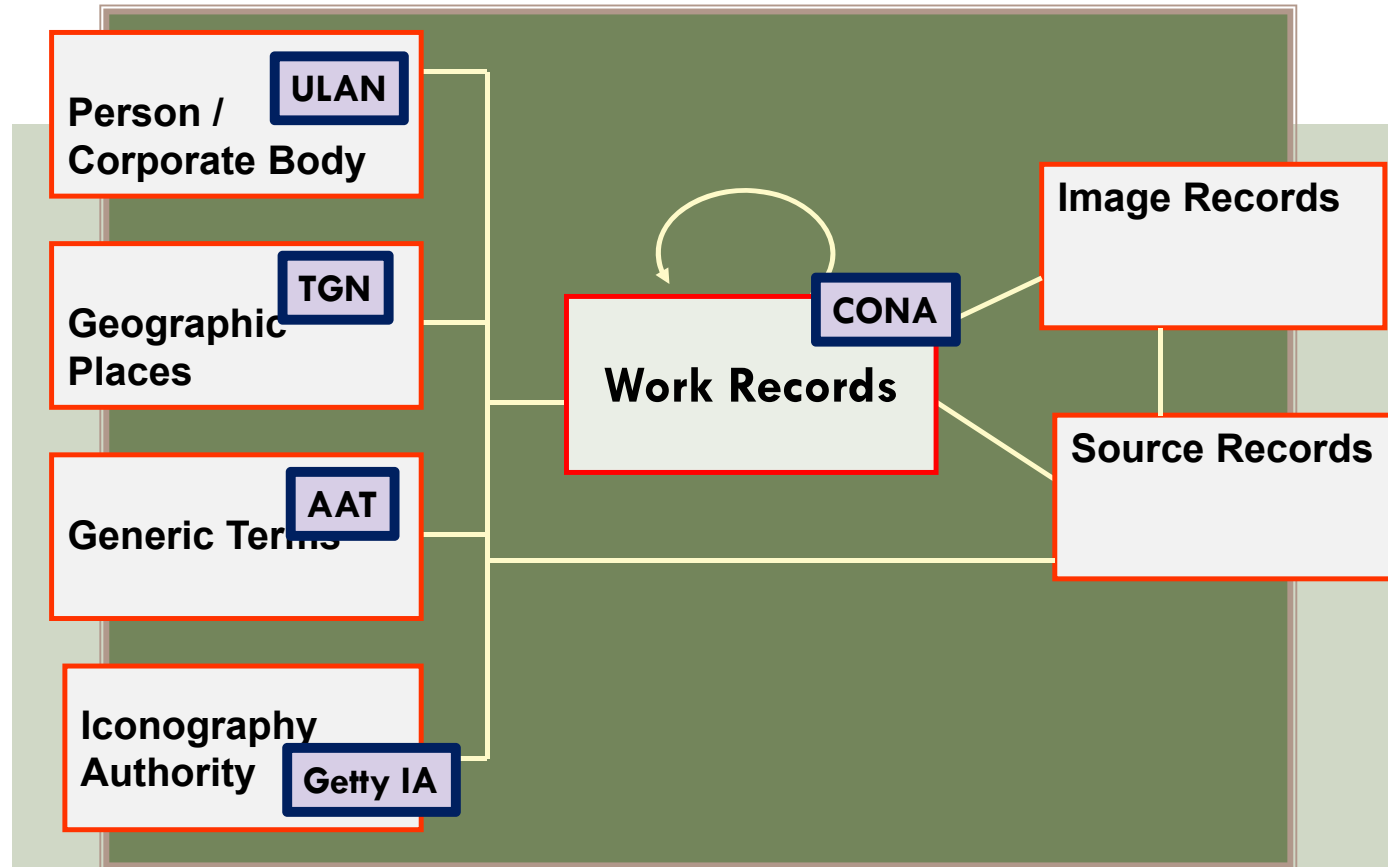 ULAN
Person /
Corporate Body
TGN
Geographic
Places
AAT
Generic Terms
Iconography
Authority
Getty IA
CONA
Work Records
Image Records
Source Records